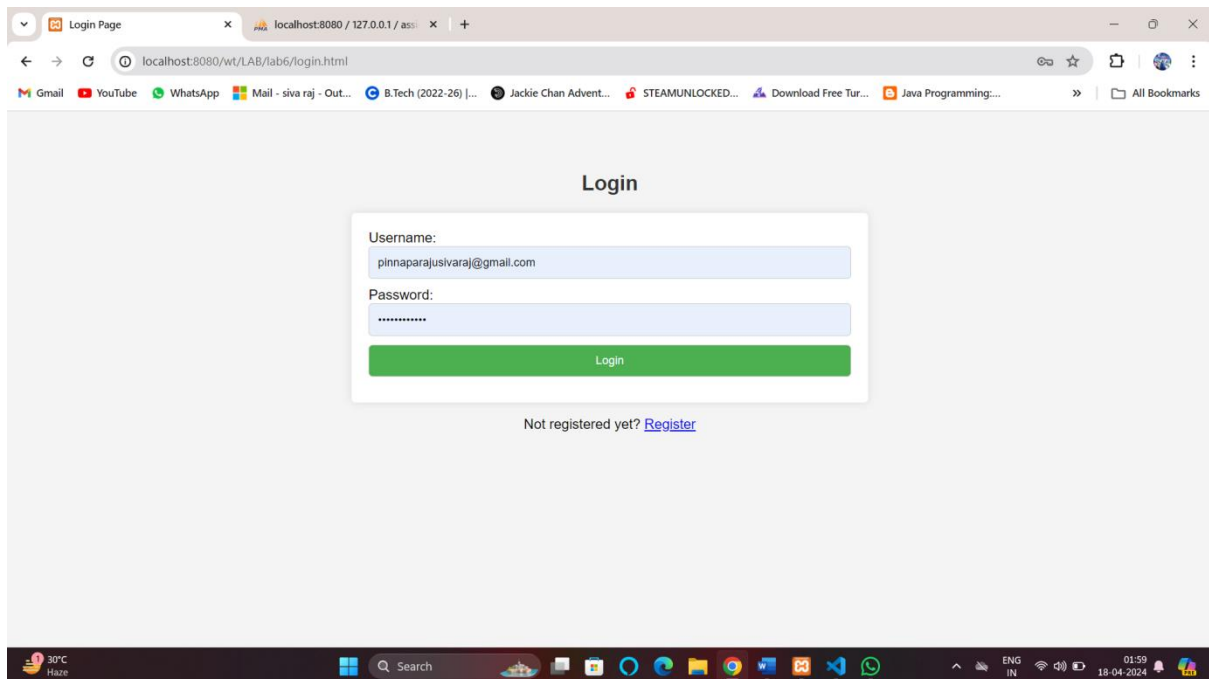 Login Page
localhost:8080 / 127.0.0.1 / ass
localhost:8080/wt/LAB/lab6/login.html
Gmail YouTube WhatsApp Mail - siva raj - Out... B.Tech (2022-26) |... Jackie Chan Advent... STEAMUNLOCKED... Download Free Tur... Java Programming:... » All Bookmarks
Login
Username:
pinnaparajusivaraj@gmail.com
Password:
••••••••••••
Login
Not registered yet? Register
1
30°C
Haze
Search
ENG
IN
01:59
18-04-2024